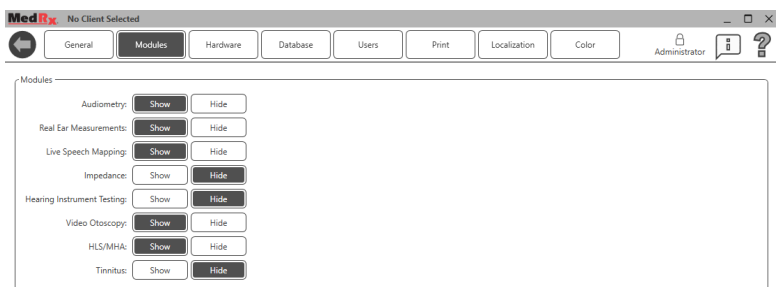 MedRx. No Client Selected
General Modules Hardware Database Users Print Localization Color Administrator
Modules
Audiometry: Show Hide
Real Ear Measurements: Show Hide
Live Speech Mapping: Show Hide
Impedance: Show Hide
Hearing Instrument Testing: Show Hide
Video Otoscopy: Show Hide
HLS/MHA: Show Hide
Tinnitus: Show Hide